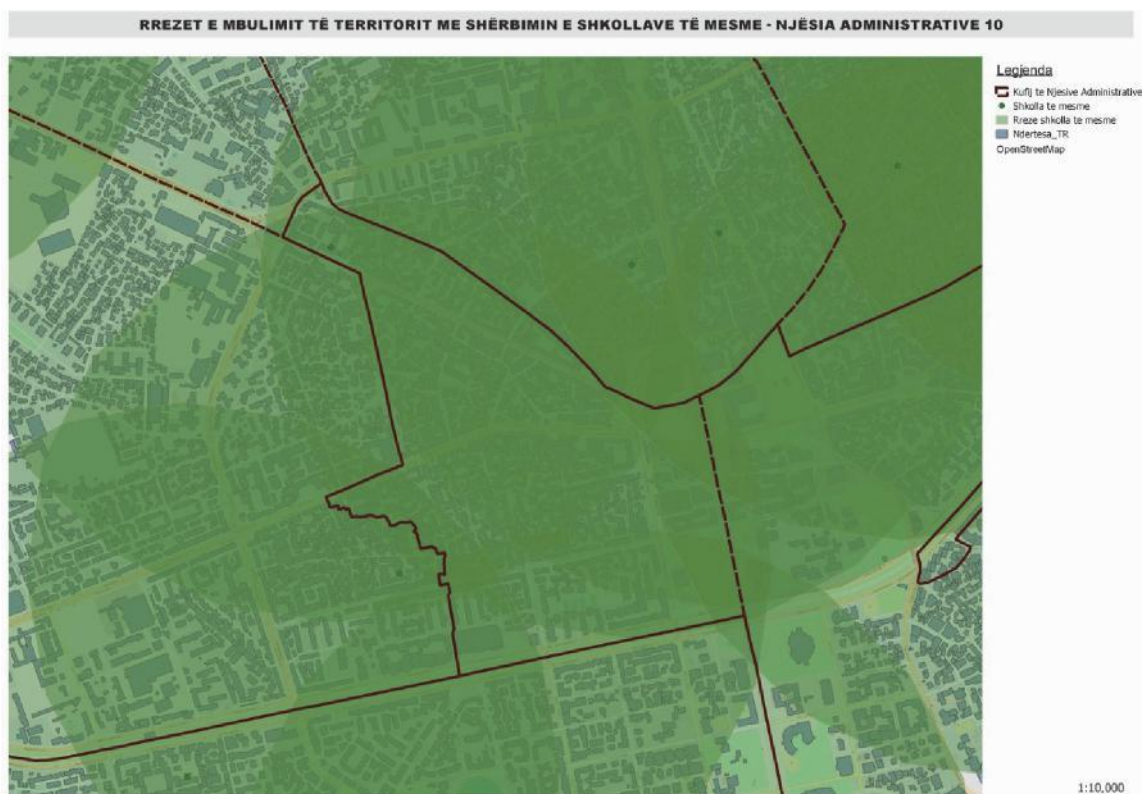 RREZET E MBULIMIT TË TERRITORIT ME SHËRBIMIN E SHKOLLAVE TË MESME - NJËSIA ADMINISTRATIVE 10
Legjenda
Kufij te Njesive Administrative
Shkolla te mesme
Rreze shkolla te mesme
Ndertesa_TR
OpenStreetMap
1:10,000